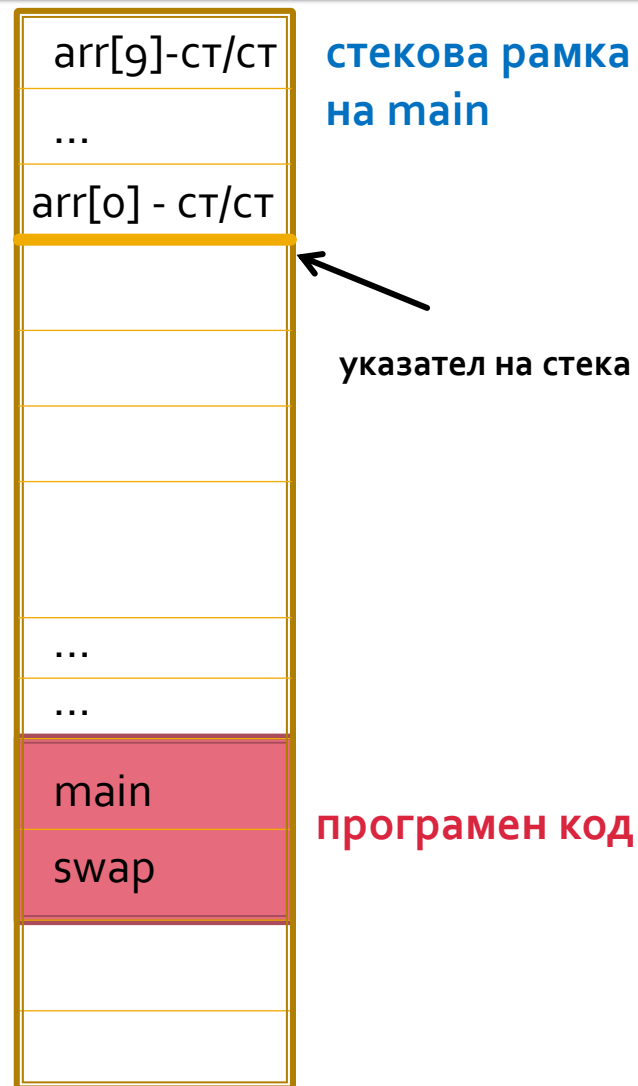 arr[9]-ст/ст
стекова рамка
на main
...
arr[0] - ст/ст
указател на стека
...
...
main
програмен код
swap